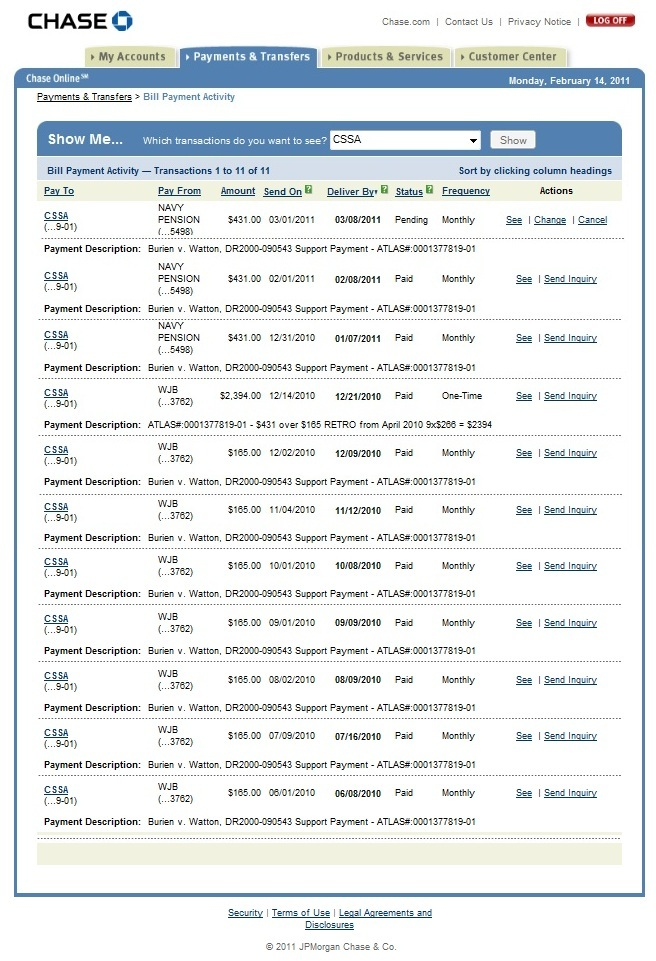 CHASE
Chase.com | Contact Us | Privacy Notice | LOG OFF
My Accounts Payments & Transfers Products & Services Customer Center
Chase Online℠ Monday, February 14, 2011
Payments & Transfers > Bill Payment Activity
Show Me... Which transactions do you want to see? CSSA Show
Bill Payment Activity — Transactions 1 to 11 of 11 Sort by clicking column headings
Pay To Pay From Amount Send On ? Deliver By ? Status ? Frequency Actions
CSSA (...9-01) NAVY PENSION (...5498) $431.00 03/01/2011 03/08/2011 Pending Monthly See | Change | Cancel
Payment Description: Burien v. Watton, DR2000-090543 Support Payment - ATLAS#:0001377819-01
CSSA (...9-01) NAVY PENSION (...5498) $431.00 02/01/2011 02/08/2011 Paid Monthly See | Send Inquiry
Payment Description: Burien v. Watton, DR2000-090543 Support Payment - ATLAS#:0001377819-01
CSSA (...9-01) NAVY PENSION (...5498) $431.00 12/31/2010 01/07/2011 Paid Monthly See | Send Inquiry
Payment Description: Burien v. Watton, DR2000-090543 Support Payment - ATLAS#:0001377819-01
CSSA (...9-01) WJB (...3762) $2,394.00 12/14/2010 12/21/2010 Paid One-Time See | Send Inquiry
Payment Description: ATLAS#:0001377819-01 - $431 over $165 RETRO from April 2010 9x$266 = $2394
CSSA (...9-01) WJB (...3762) $165.00 12/02/2010 12/09/2010 Paid Monthly See | Send Inquiry
Payment Description: Burien v. Watton, DR2000-090543 Support Payment - ATLAS#:0001377819-01
CSSA (...9-01) WJB (...3762) $165.00 11/04/2010 11/12/2010 Paid Monthly See | Send Inquiry
Payment Description: Burien v. Watton, DR2000-090543 Support Payment - ATLAS#:0001377819-01
CSSA (...9-01) WJB (...3762) $165.00 10/01/2010 10/08/2010 Paid Monthly See | Send Inquiry
Payment Description: Burien v. Watton, DR2000-090543 Support Payment - ATLAS#:0001377819-01
CSSA (...9-01) WJB (...3762) $165.00 09/01/2010 09/09/2010 Paid Monthly See | Send Inquiry
Payment Description: Burien v. Watton, DR2000-090543 Support Payment - ATLAS#:0001377819-01
CSSA (...9-01) WJB (...3762) $165.00 08/02/2010 08/09/2010 Paid Monthly See | Send Inquiry
Payment Description: Burien v. Watton, DR2000-090543 Support Payment - ATLAS#:0001377819-01
CSSA (...9-01) WJB (...3762) $165.00 07/09/2010 07/16/2010 Paid Monthly See | Send Inquiry
Payment Description: Burien v. Watton, DR2000-090543 Support Payment - ATLAS#:0001377819-01
CSSA (...9-01) WJB (...3762) $165.00 06/01/2010 06/08/2010 Paid Monthly See | Send Inquiry
Payment Description: Burien v. Watton, DR2000-090543 Support Payment - ATLAS#:0001377819-01
Security | Terms of Use | Legal Agreements and
Disclosures
© 2011 JPMorgan Chase & Co.